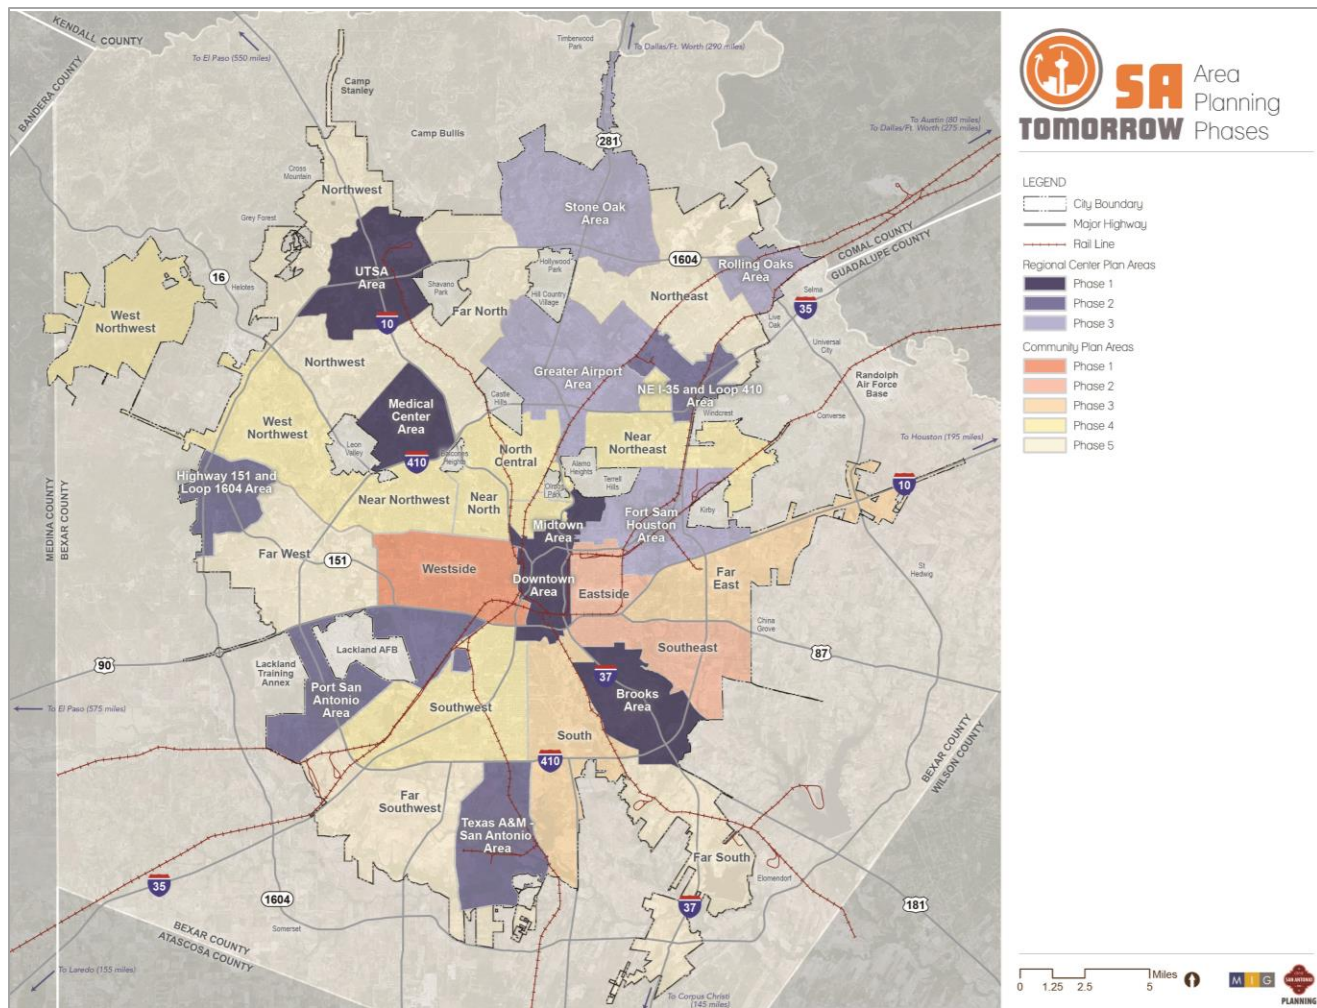 KENDALL COUNTY
BANDERA COUNTY
To El Paso (550 miles)
Timberwood
Park
To Dallas/Ft. Worth (290 miles)
Camp
Stanley
Camp Bullis
281
To Austin (80 miles)
To Dallas/Ft. Worth (275 miles)
Cross
Mountain
Northwest
Grey Forest
Stone Oak
Area
COMAL COUNTY
GUADALUPE COUNTY
16
Helotes
UTSA
Area
Shavano
Park
Hollywood
Park
Hill Country
Village
1604
Rolling Oaks
Area
Selma
Northeast
35
Live
Oak
Universal
City
West
Northwest
10
Far North
Northwest
Greater Airport
Area
NE I-35 and Loop 410
Area
Randolph
Air Force
Base
Castle
Hills
Windcrest
Converse
Medical
Center
Area
West
Northwest
Leon
Valley
410
Balcones
Heights
North
Central
Near
Northeast
Alamo
Heights
Terrell
Hills
Olmos
Park
To Houston (195 miles)
10
Highway 151 and
Loop 1604 Area
Near Northwest
Near
North
Midtown
Area
Fort Sam
Houston
Area
Kirby
MEDINA COUNTY
BEXAR COUNTY
Far West
151
Westside
Downtown
Area
Eastside
Far
East
St
Hedwig
China
Grove
90
Lackland AFB
Lackland
Training
Annex
Port San
Antonio
Area
Southeast
87
37
Brooks
Area
To El Paso (575 miles)
Southwest
South
410
BEXAR COUNTY
WILSON COUNTY
Far
Southwest
Texas A&M -
San Antonio
Area
Far South
Elmendorf
35
1604
37
181
Somerset
BEXAR COUNTY
ATASCOSA COUNTY
To Laredo (155 miles)
To Corpus Christi
(145 miles)
SA
TOMORROW
Area
Planning
Phases
LEGEND
City Boundary
Major Highway
Rail Line
Regional Center Plan Areas
Phase 1
Phase 2
Phase 3
Community Plan Areas
Phase 1
Phase 2
Phase 3
Phase 4
Phase 5
Miles
0 1.25 2.5 5
M I G
SAN ANTONIO
PLANNING